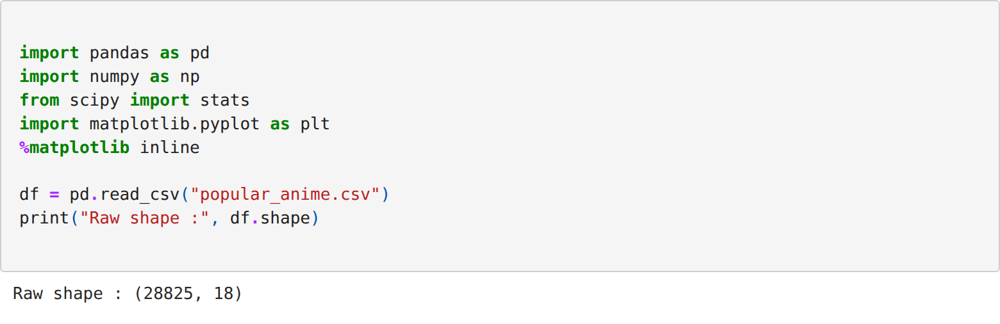 import pandas as pd
import numpy as np
from scipy import stats
import matplotlib.pyplot as plt
%matplotlib inline
df = pd.read_csv("popular_anime.csv")
print("Raw shape :", df.shape)
Raw shape : (28825, 18)